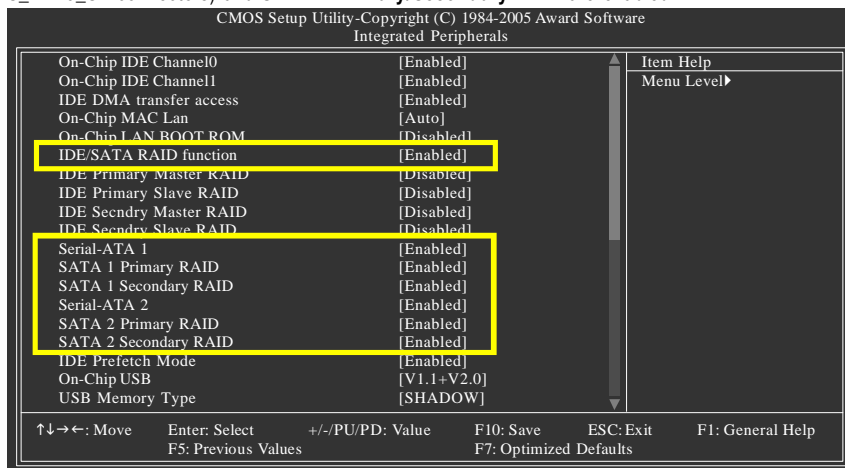 CMOS Setup Utility-Copyright (C) 1984-2005 Award Software
Integrated Peripherals
On-Chip IDE Channel0 [Enabled]
Item Help
On-Chip IDE Channel1 [Enabled]
Menu Level▶
IDE DMA transfer access [Enabled]
On-Chip MAC Lan [Auto]
On-Chip LAN BOOT ROM [Disabled]
IDE/SATA RAID function [Enabled]
IDE Primary Master RAID [Disabled]
IDE Primary Slave RAID [Disabled]
IDE Secndry Master RAID [Disabled]
IDE Secndry Slave RAID [Disabled]
Serial-ATA 1 [Enabled]
SATA 1 Primary RAID [Enabled]
SATA 1 Secondary RAID [Enabled]
Serial-ATA 2 [Enabled]
SATA 2 Primary RAID [Enabled]
SATA 2 Secondary RAID [Enabled]
IDE Prefetch Mode [Enabled]
On-Chip USB [V1.1+V2.0]
USB Memory Type [SHADOW]
↑↓→←: Move Enter: Select +/-/PU/PD: Value F10: Save ESC: Exit F1: General Help
F5: Previous Values F7: Optimized Defaults